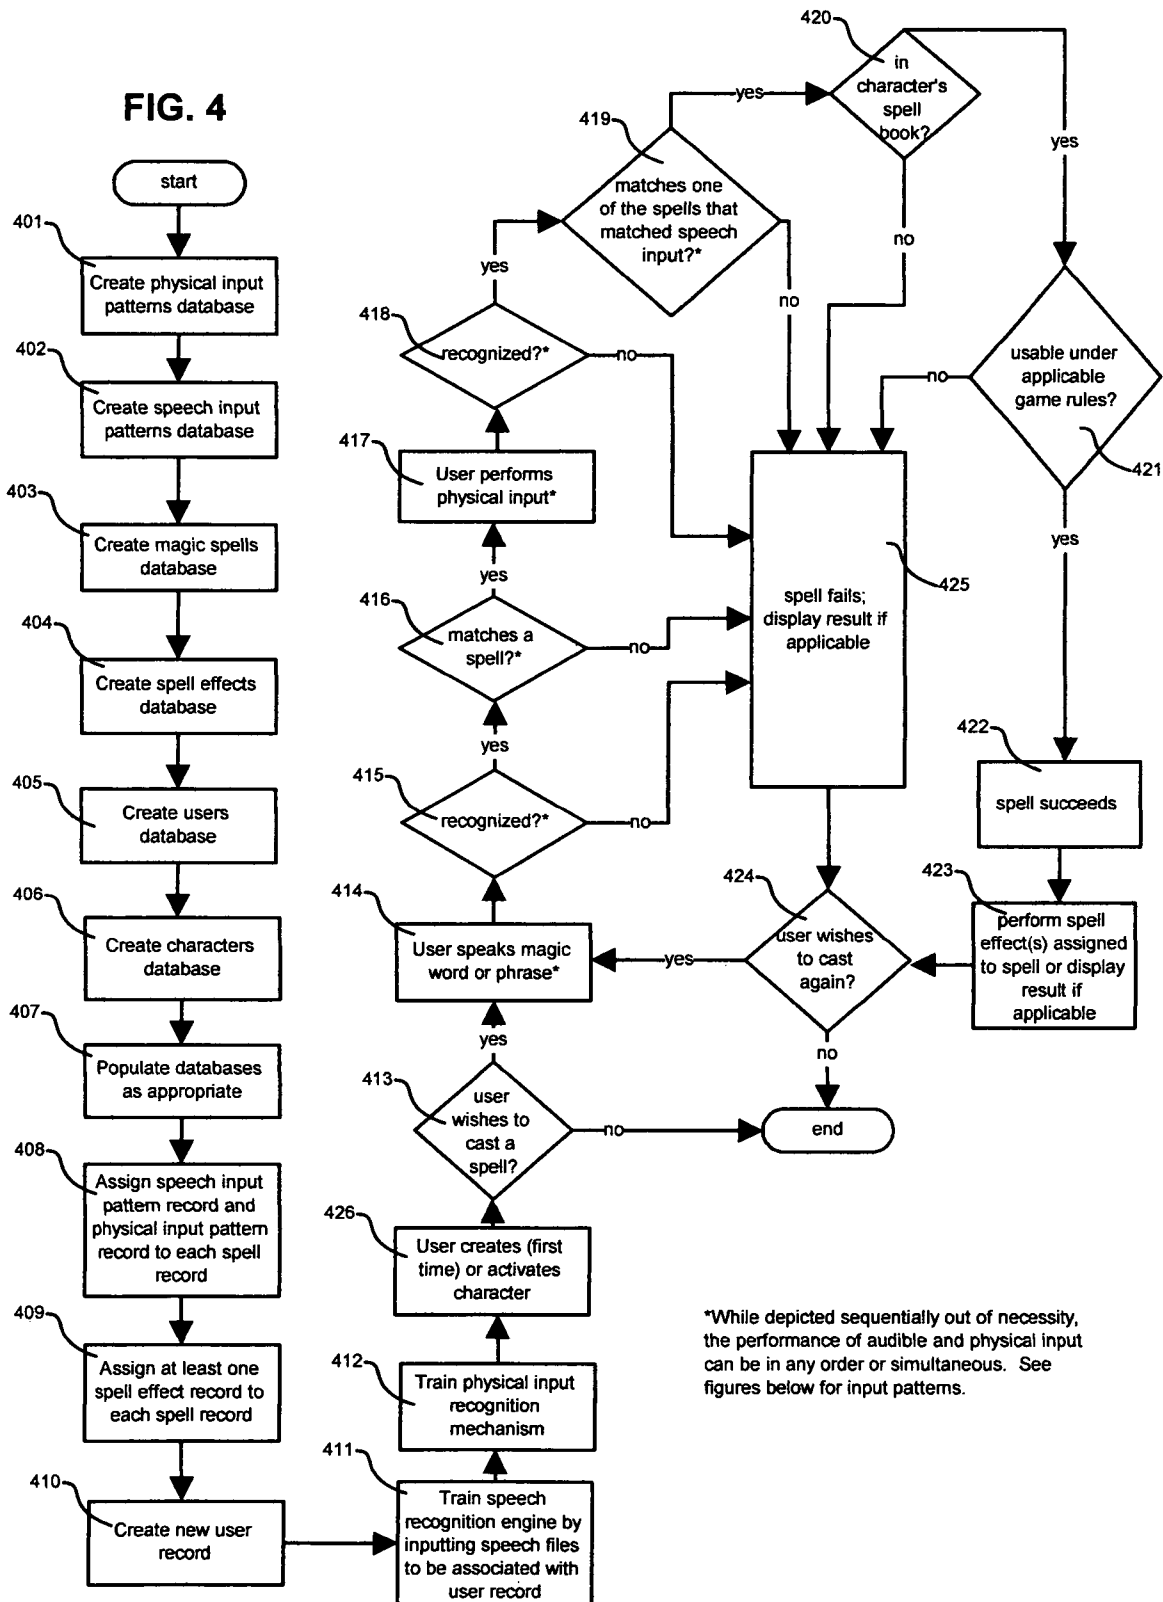 FIG. 4
start
401
Create physical input
patterns database
402
Create speech input
patterns database
403
Create magic spells
database
404
Create spell effects
database
405
Create users
database
406
Create characters
database
407
Populate databases
as appropriate
408
Assign speech input
pattern record and
physical input pattern
record to each spell
record
409
Assign at least one
spell effect record to
each spell record
410
Create new user
record
411
Train speech
recognition engine by
inputting speech files
to be associated with
user record
412
Train physical input
recognition
mechanism
426
User creates (first
time) or activates
character
413
user
wishes to
cast a
spell?
no
yes
414
User speaks magic
word or phrase*
415
recognized?*
no
yes
416
matches a
spell?*
no
yes
417
User performs
physical input*
418
recognized?*
no
yes
419
matches one
of the spells that
matched speech
input?*
no
yes
420
in
character's
spell
book?
no
yes
usable under
applicable
game rules?
421
no
yes
422
spell succeeds
423
perform spell
effect(s) assigned
to spell or display
result if
applicable
425
spell fails;
display result if
applicable
424
user wishes
to cast
again?
yes
no
end
*While depicted sequentially out of necessity,
the performance of audible and physical input
can be in any order or simultaneous. See
figures below for input patterns.